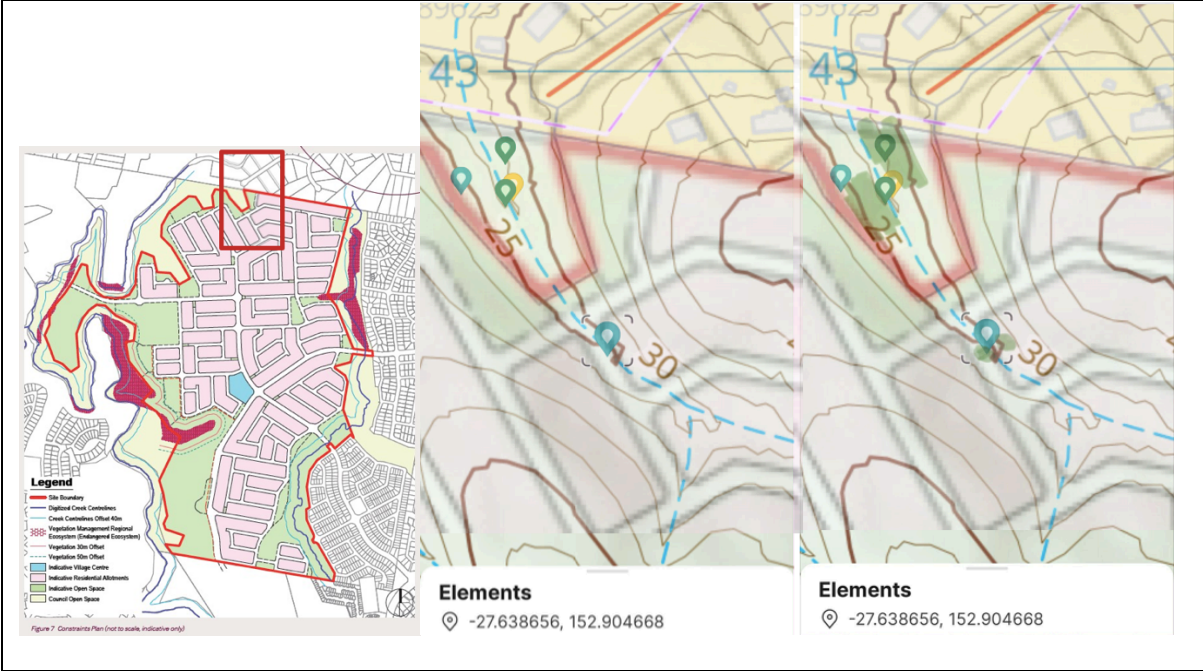 Legend
Site Boundary
Digitized Creek Centrelines
Creek Centrelines Offset 40m
Vegetation Management Regional
Ecosystem (Endangered Ecosystem)
Vegetation 30m Offset
Vegetation 50m Offset
Indicative Village Centre
Indicative Residential Allotments
Indicative Open Space
Council Open Space
Figure 7 Constraints Plan (not to scale, indicative only)
43
25
30
Elements
-27.638656, 152.904668
43
25
30
Elements
-27.638656, 152.904668